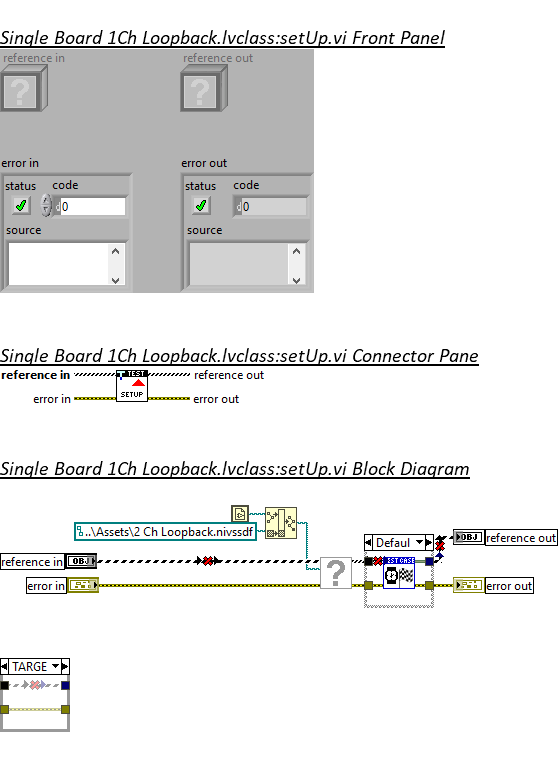 Single Board 1Ch Loopback.lvclass:setUp.vi Front Panel
reference in reference out
? ?
error in error out
status code status code
d0 d0
source source
Single Board 1Ch Loopback.lvclass:setUp.vi Connector Pane
reference in TEST reference out
error in SETUP error out
Single Board 1Ch Loopback.lvclass:setUp.vi Block Diagram
..\Assets\2 Ch Loopback.nivssdf
Defaul OBJ reference out
reference in OBJ
? EST CASE
error in error out
TARGE